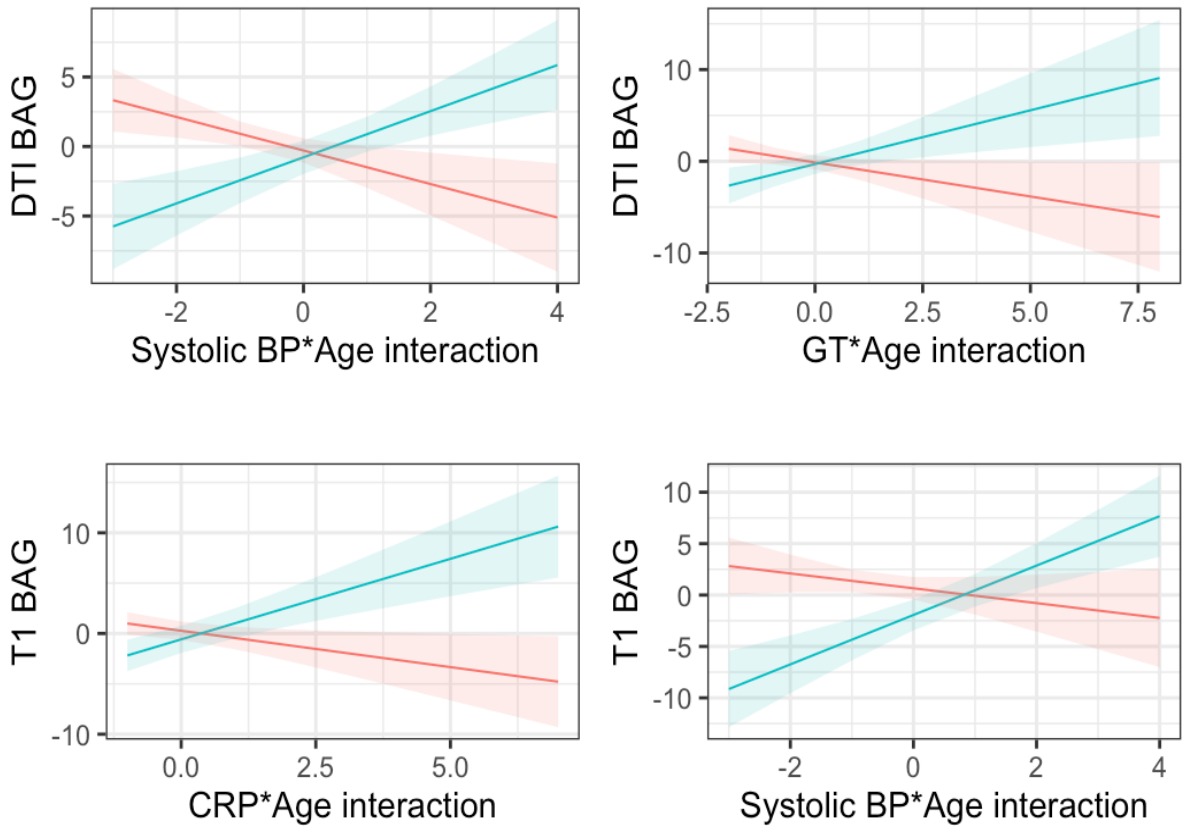 DTI BAG
5
0
-5
-2 0 2 4
Systolic BP*Age interaction
DTI BAG
10
0
-10
-2.5 0.0 2.5 5.0 7.5
GT*Age interaction
T1 BAG
10
0
-10
0.0 2.5 5.0
CRP*Age interaction
T1 BAG
10
5
0
-5
-10
-2 0 2 4
Systolic BP*Age interaction